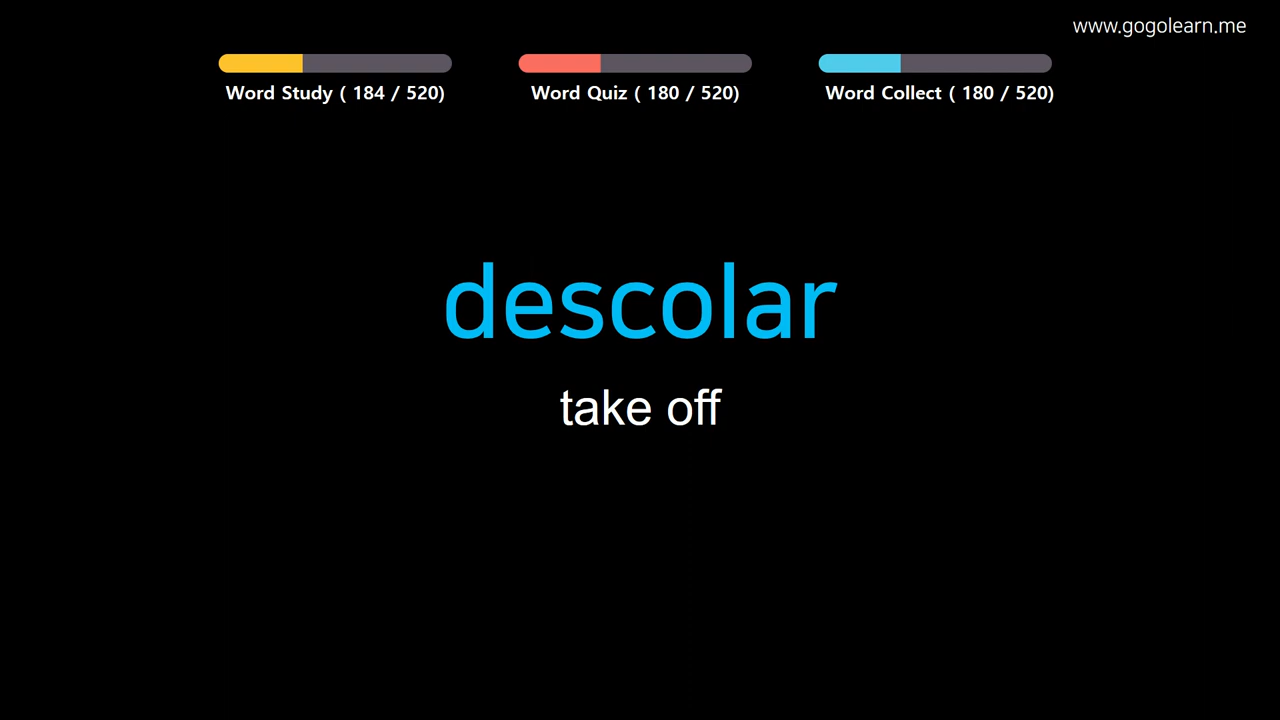 www.gogolearn.me
Word Study ( 184 / 520)
Word Quiz ( 180 / 520)
Word Collect ( 180 / 520)
descolar
take off